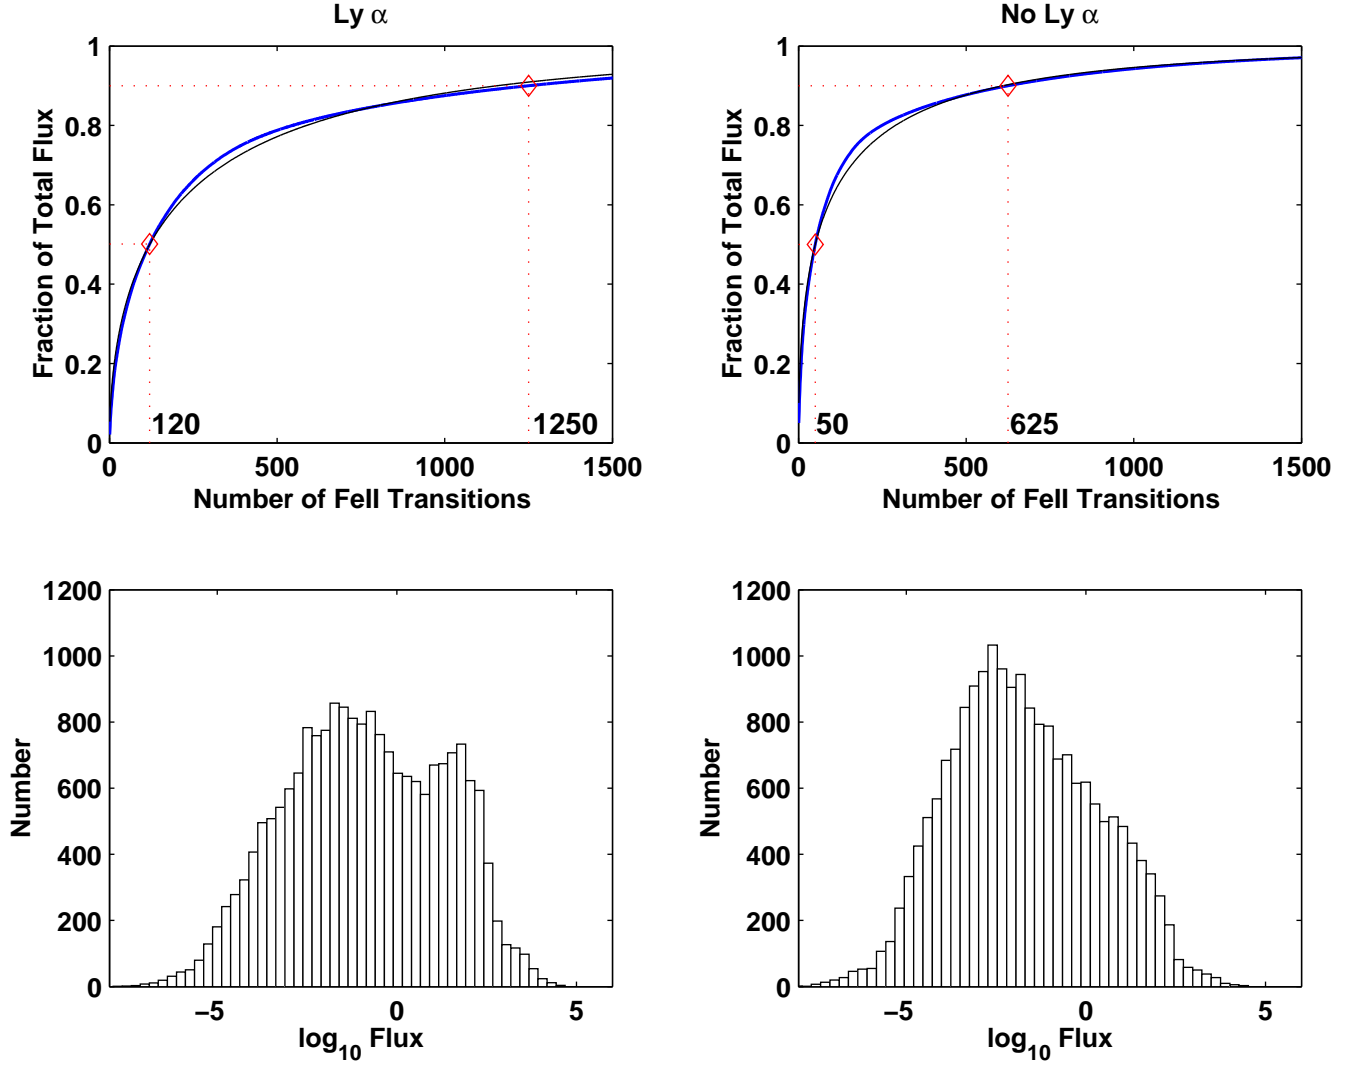 Ly α
Fraction of Total Flux
1
0.8
0.6
0.4
0.2
0
120
1250
0 500 1000 1500
Number of FeII Transitions
No Ly α
Fraction of Total Flux
1
0.8
0.6
0.4
0.2
0
50
625
0 500 1000 1500
Number of FeII Transitions
Number
1200
1000
800
600
400
200
0
−5 0 5
log10 Flux
Number
1200
1000
800
600
400
200
0
−5 0 5
log10 Flux